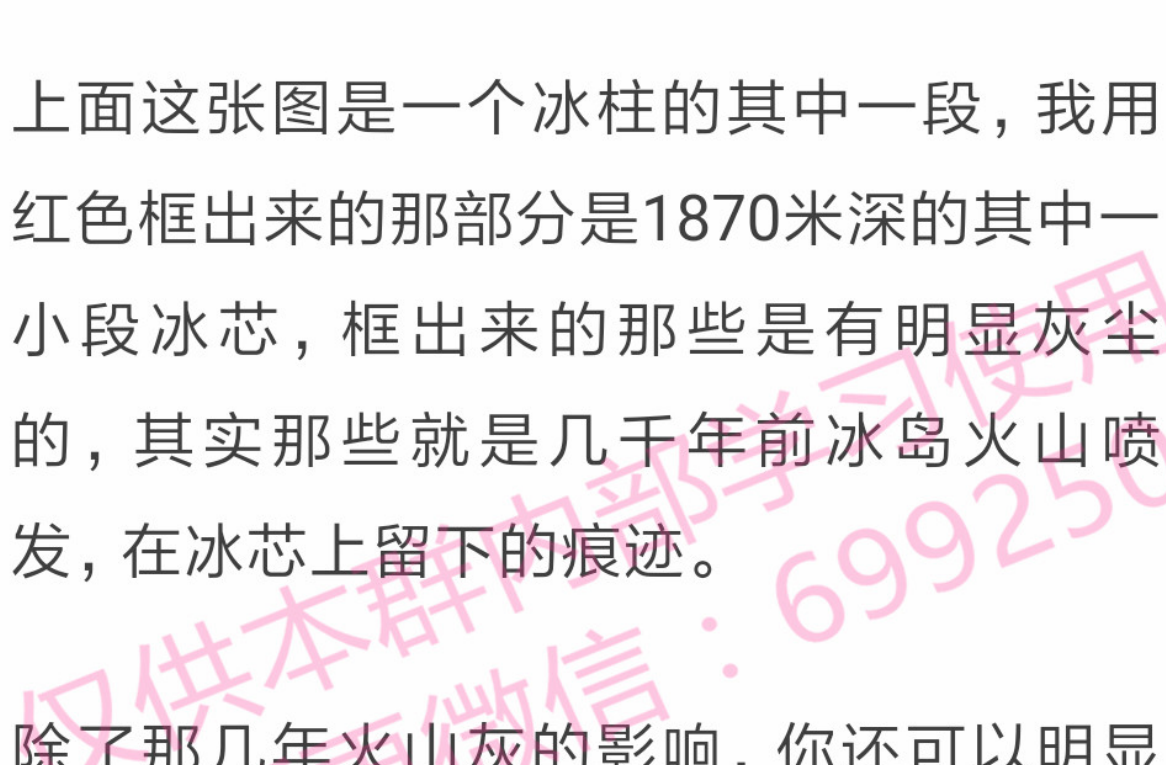 上面这张图是一个冰柱的其中一段，我用
红色框出来的那部分是1870米深的其中一
小段冰芯，框出来的那些是有明显灰尘
的，其实那些就是几千年前冰岛火山喷
发，在冰芯上留下的痕迹。
除了那几年火山灰的影响，你还可以明显
仅供本群内部学习使用
微信：699250